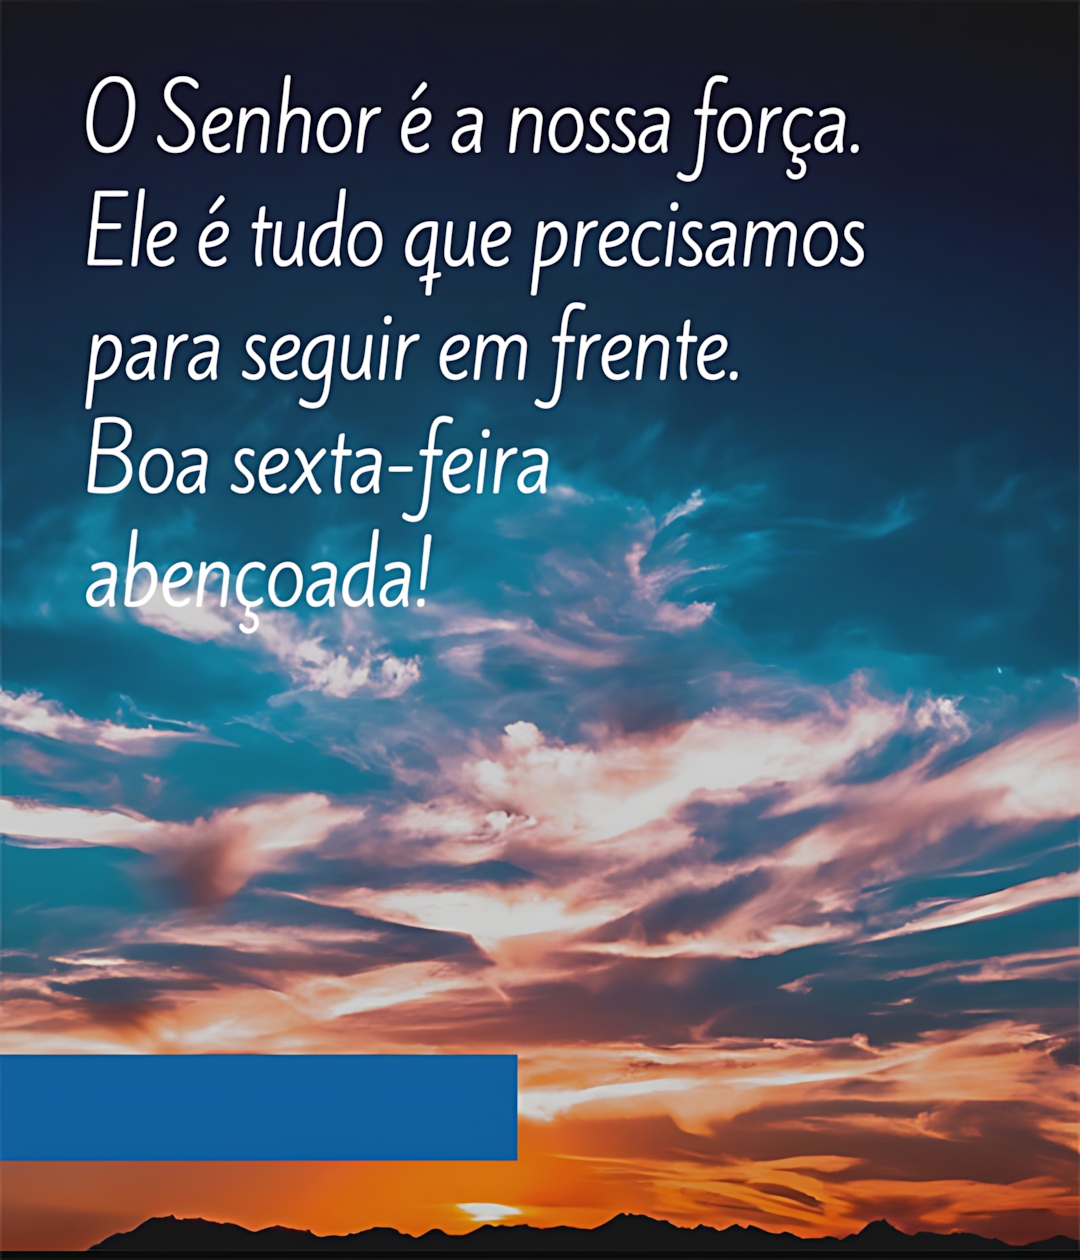 O Senhor é a nossa força.
Ele é tudo que precisamos
para seguir em frente.
Boa sexta-feira
abençoada!